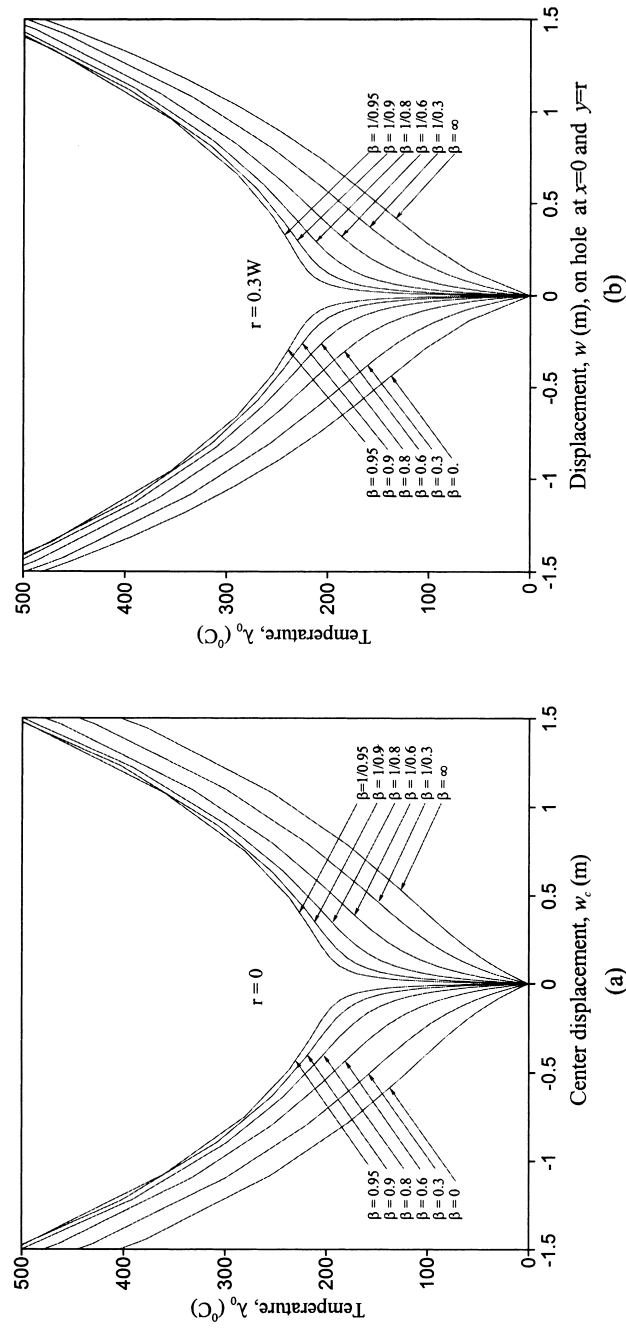 500
400
300
200
100
0
Temperature, λ₀ (⁰C)
r = 0
β = 0.95
β = 0.9
β = 0.8
β = 0.6
β = 0.3
β = 0
β=1/0.95
β = 1/0.9
β = 1/0.8
β = 1/0.6
β = 1/0.3
β = ∞
-1.5
-1
-0.5
0
0.5
1
1.5
Center displacement, w_c (m)
(a)
500
400
300
200
100
0
Temperature, λ₀ (⁰C)
r = 0.3W
β = 0.95
β = 0.9
β = 0.8
β = 0.6
β = 0.3
β = 0.
β = 1/0.95
β = 1/0.9
β = 1/0.8
β = 1/0.6
β = 1/0.3
β = ∞
-1.5
-1
-0.5
0
0.5
1
1.5
Displacement, w (m), on hole at x=0 and y=r
(b)